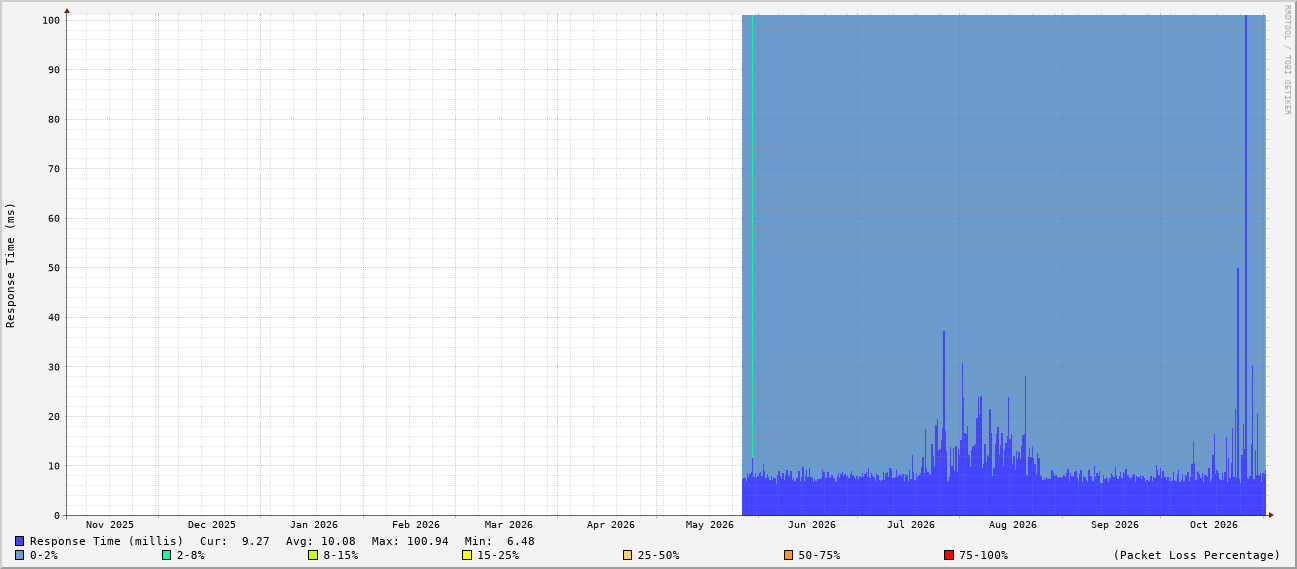 RRDTOOL / TOBI OETIKER
Response Time (ms)
100
90
80
70
60
50
40
30
20
10
0
Nov 2025 Dec 2025 Jan 2026 Feb 2026 Mar 2026 Apr 2026 May 2026 Jun 2026 Jul 2026 Aug 2026 Sep 2026 Oct 2026
Response Time (millis) Cur: 9.27 Avg: 10.08 Max: 100.94 Min: 6.48
0-2% 2-8% 8-15% 15-25% 25-50% 50-75% 75-100% (Packet Loss Percentage)